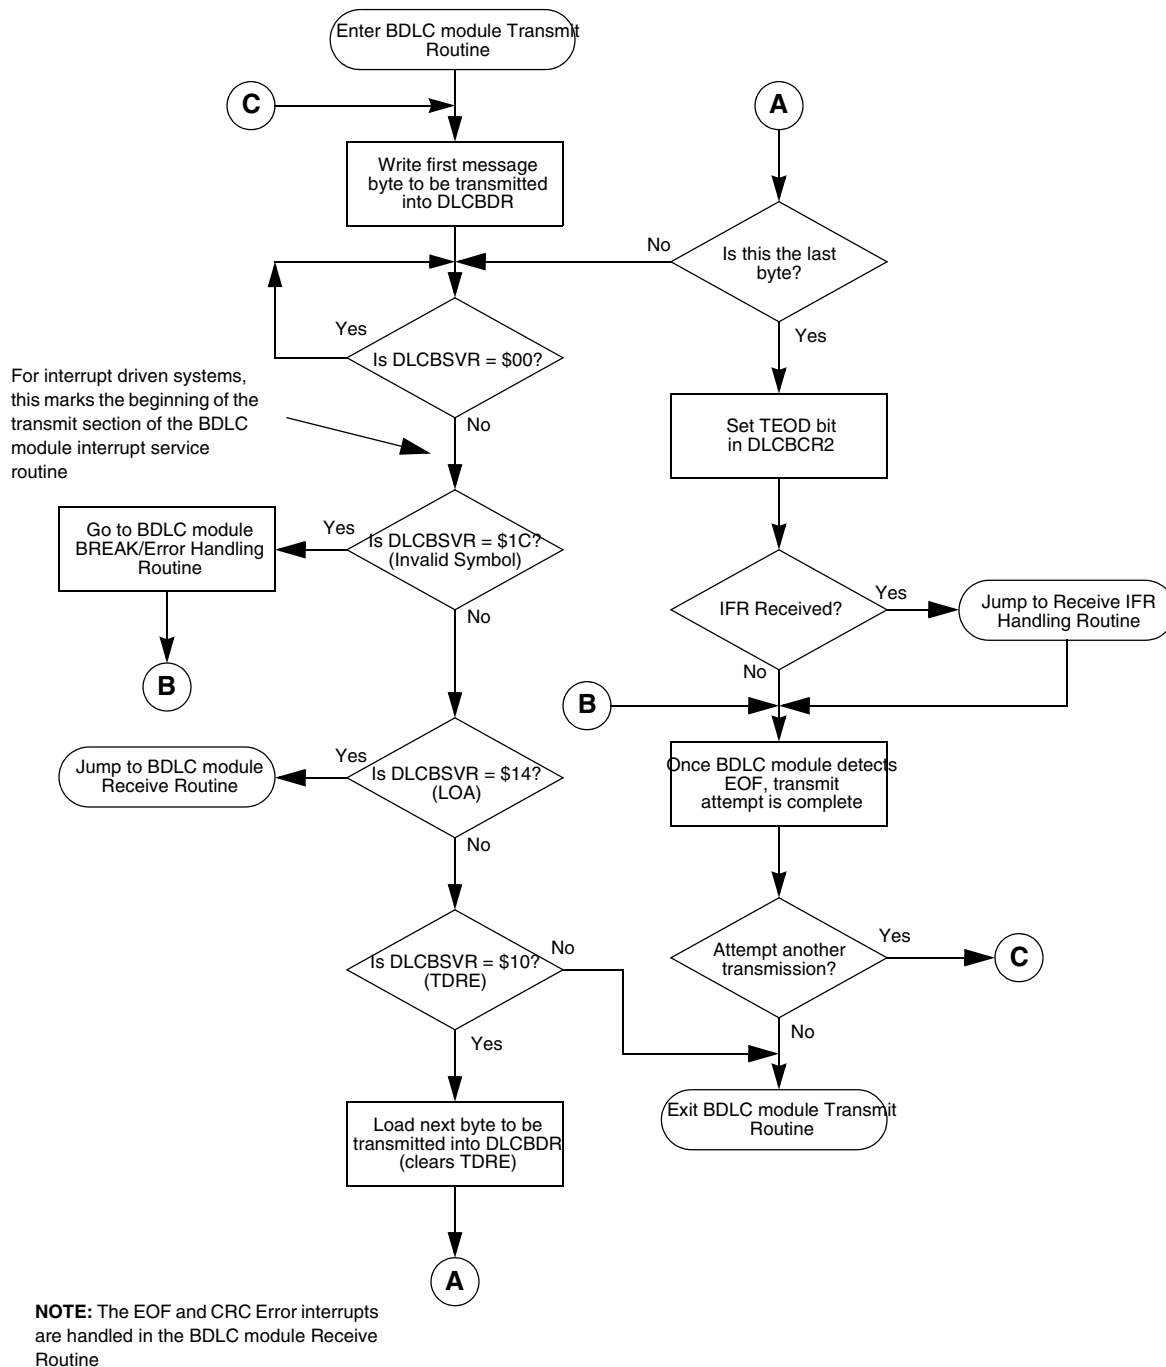 Enter BDLC module Transmit
Routine
C
A
Write first message
byte to be transmitted
into DLCBDR
No
Is this the last
byte?
Yes
Yes
Is DLCBSVR = $00?
For interrupt driven systems,
this marks the beginning of the
transmit section of the BDLC
module interrupt service
routine
No
Set TEOD bit
in DLCBCR2
Go to BDLC module
BREAK/Error Handling
Routine
Yes
Is DLCBSVR = $1C?
(Invalid Symbol)
No
IFR Received?
Yes
Jump to Receive IFR
Handling Routine
No
B
B
Jump to BDLC module
Receive Routine
Yes
Is DLCBSVR = $14?
(LOA)
No
Once BDLC module detects
EOF, transmit
attempt is complete
Is DLCBSVR = $10?
(TDRE)
No
Yes
Attempt another
transmission?
Yes
C
No
Load next byte to be
transmitted into DLCBDR
(clears TDRE)
Exit BDLC module Transmit
Routine
A
NOTE: The EOF and CRC Error interrupts
are handled in the BDLC module Receive
Routine